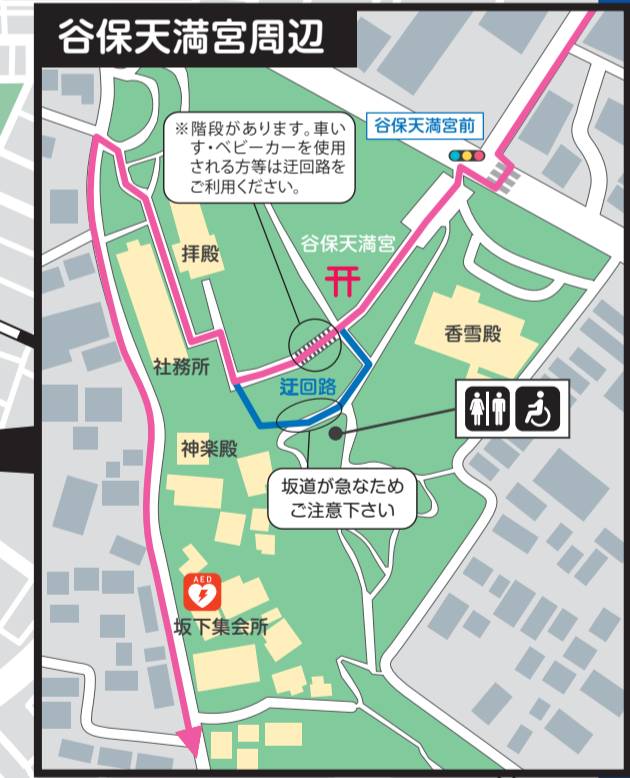 谷保天満宮周辺
※階段があります。車い
す・ベビーカーを使用
される方等は迂回路を
ご利用ください。
谷保天満宮前
谷保天満宮
拝殿
香雪殿
社務所
迂回路
神楽殿
坂道が急なため
ご注意下さい
AED
坂下集会所